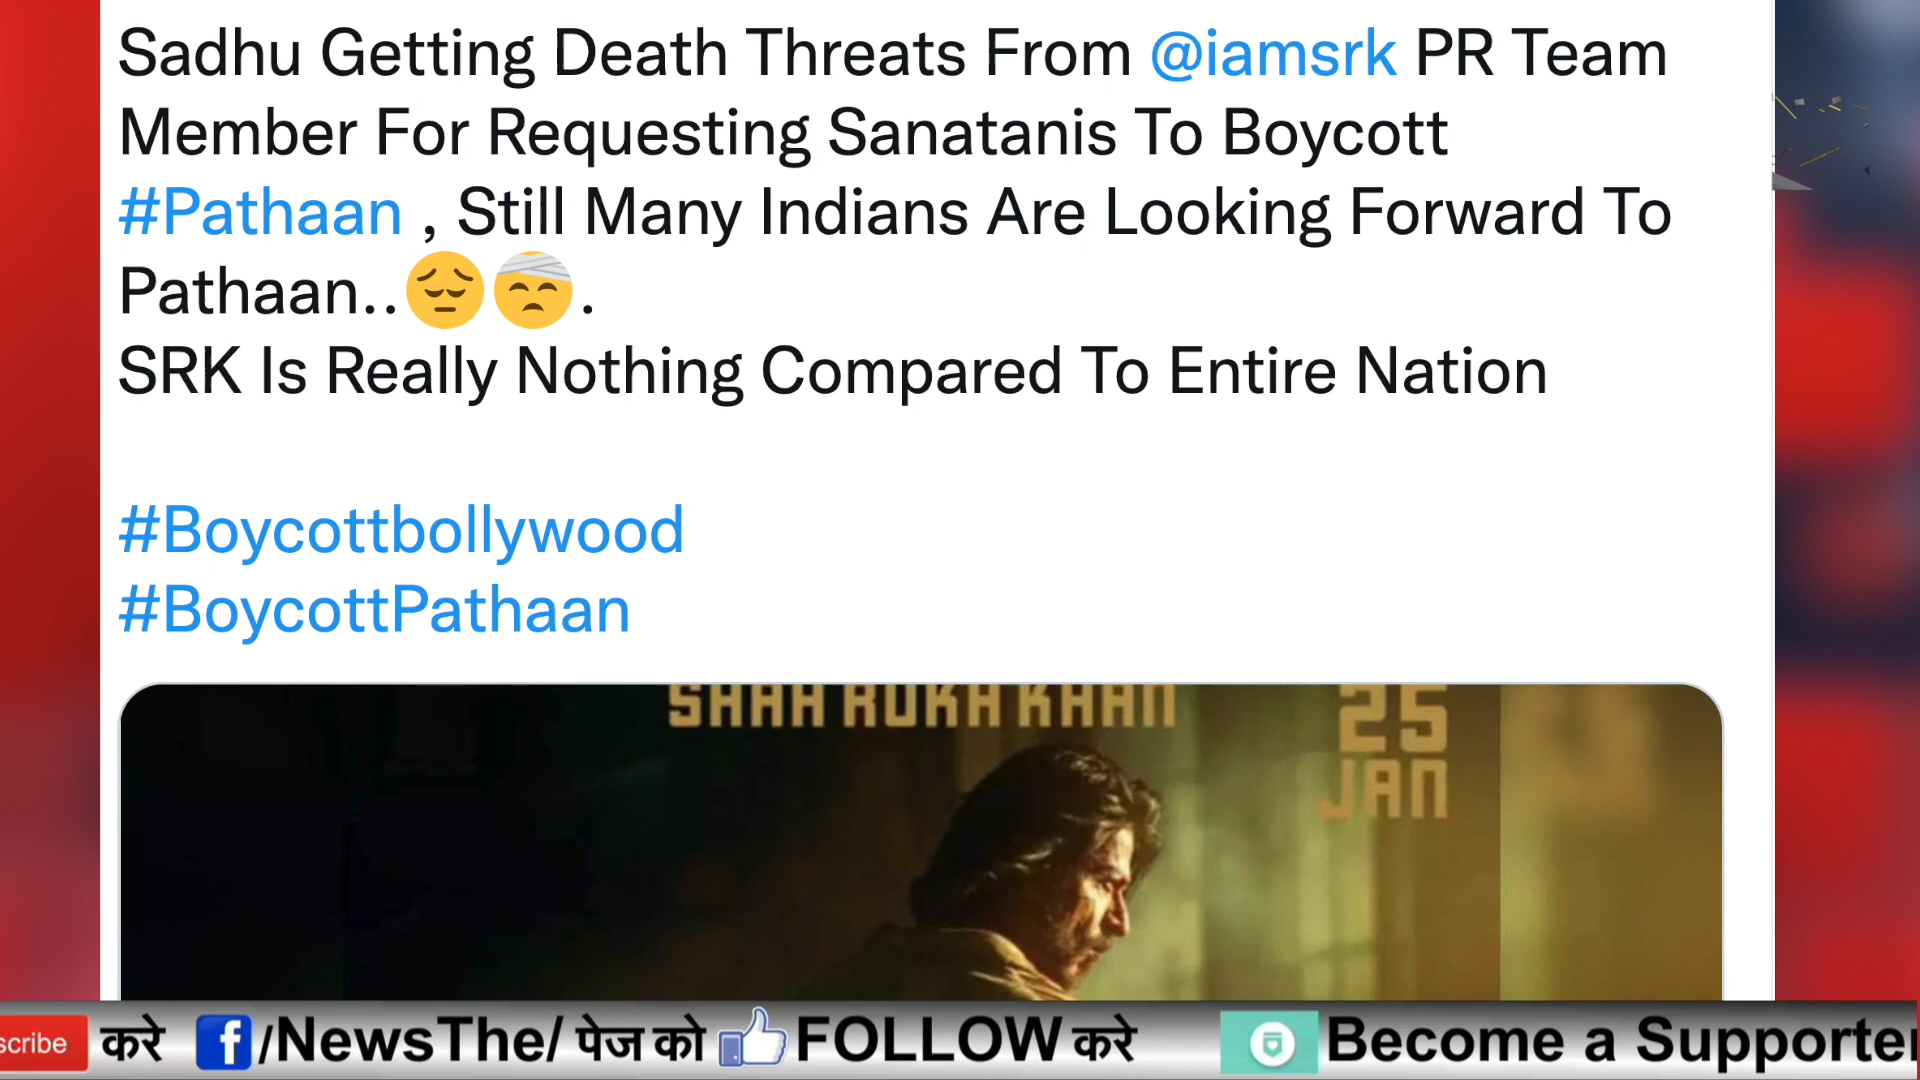 Sadhu Getting Death Threats From @iamsrk PR Team
Member For Requesting Sanatanis To Boycott
#Pathaan , Still Many Indians Are Looking Forward To
Pathaan..😔🤕.
SRK Is Really Nothing Compared To Entire Nation
#Boycottbollywood
#BoycottPathaan
SHAH RUKH KHAN
25
JAN
scribe करे /NewsThe/ पेज को FOLLOW करे Become a Supporter